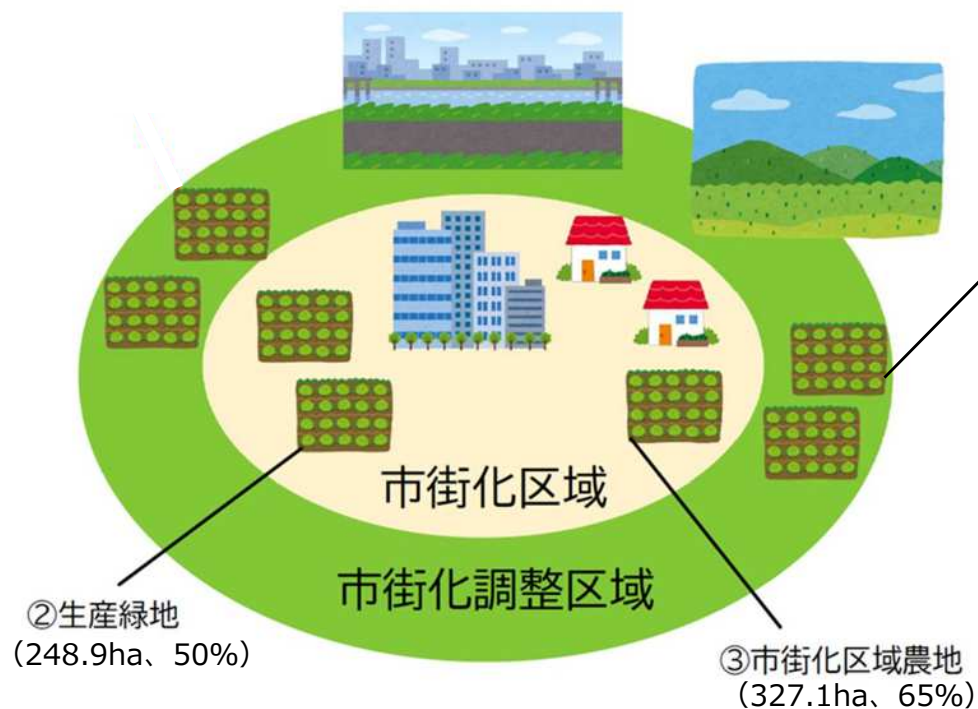 市街化区域
市街化調整区域
②生産緑地
（248.9ha、50%）
③市街化区域農地
（327.1ha、65%）